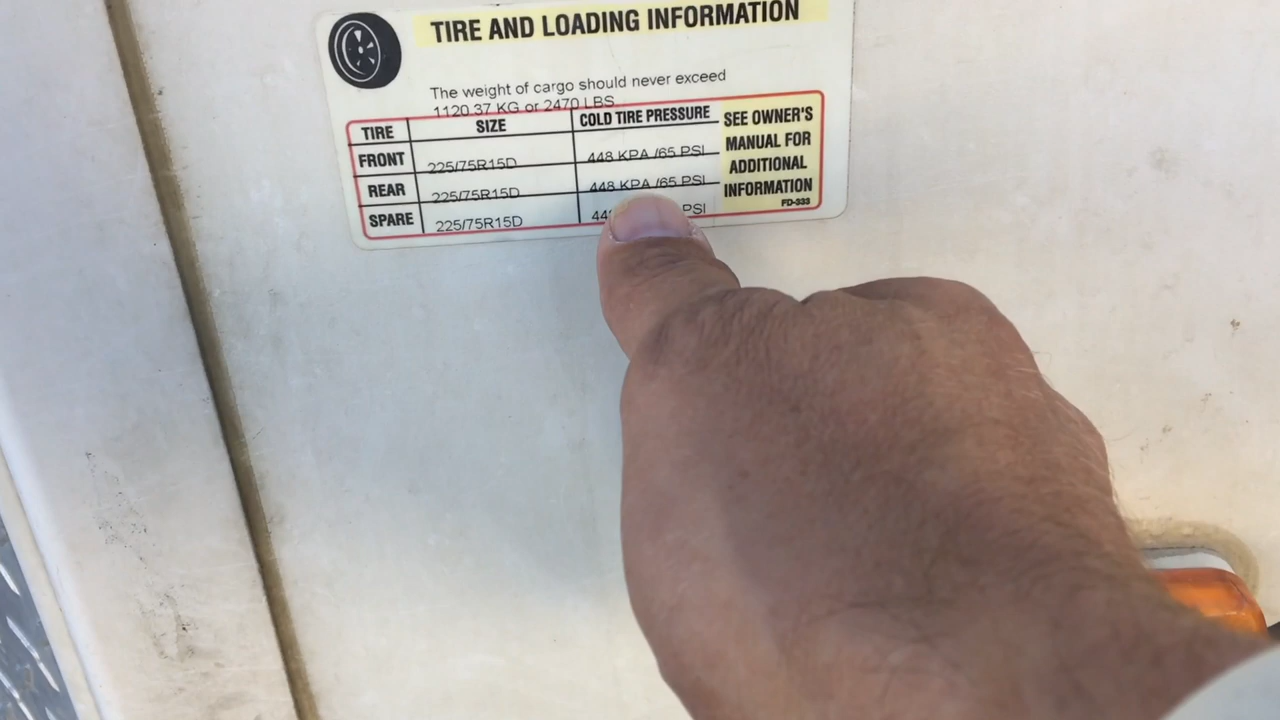 TIRE AND LOADING INFORMATION
The weight of cargo should never exceed
1120.37 KG or 2470 LBS
TIRE SIZE COLD TIRE PRESSURE
FRONT 225/75R15D 448 KPA /65 PSI
REAR 225/75R15D 448 KPA /65 PSI
SPARE 225/75R15D PSI
SEE OWNER'S
MANUAL FOR
ADDITIONAL
INFORMATION
FD-333